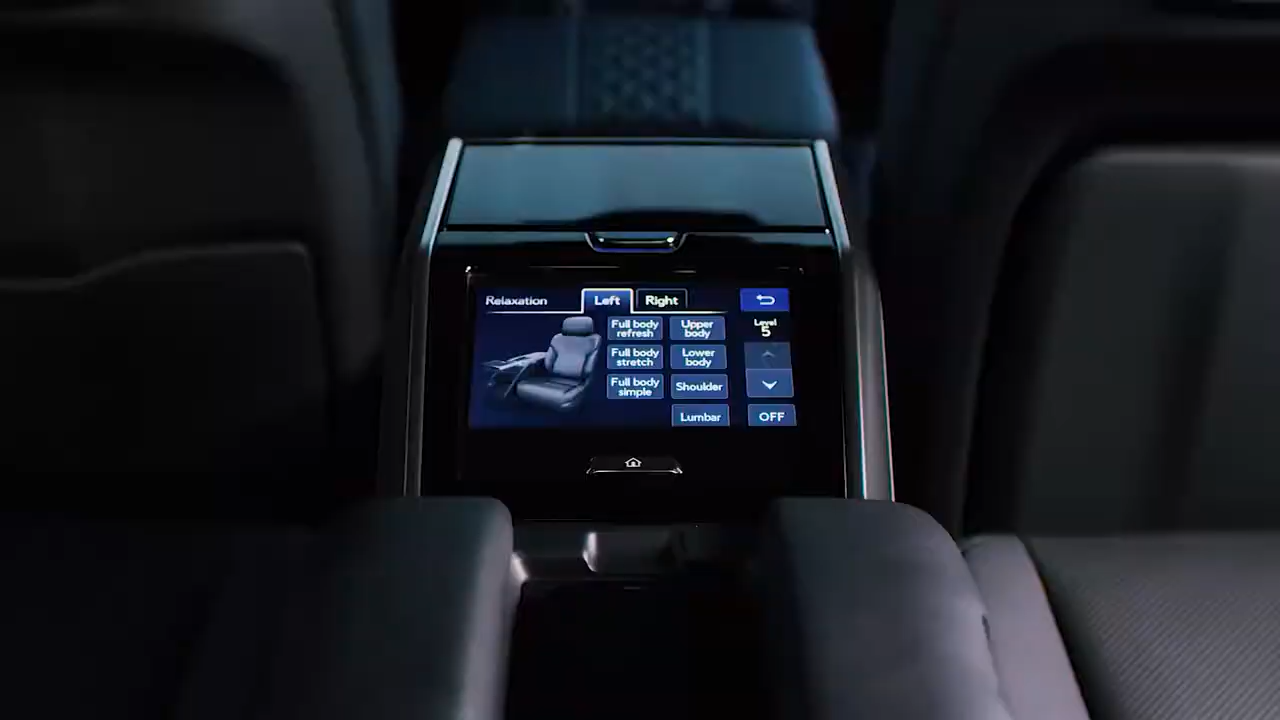 Relaxation
Left
Right
Full body
refresh
Upper
body
Level
5
Full body
stretch
Lower
body
Full body
simple
Shoulder
Lumbar
OFF